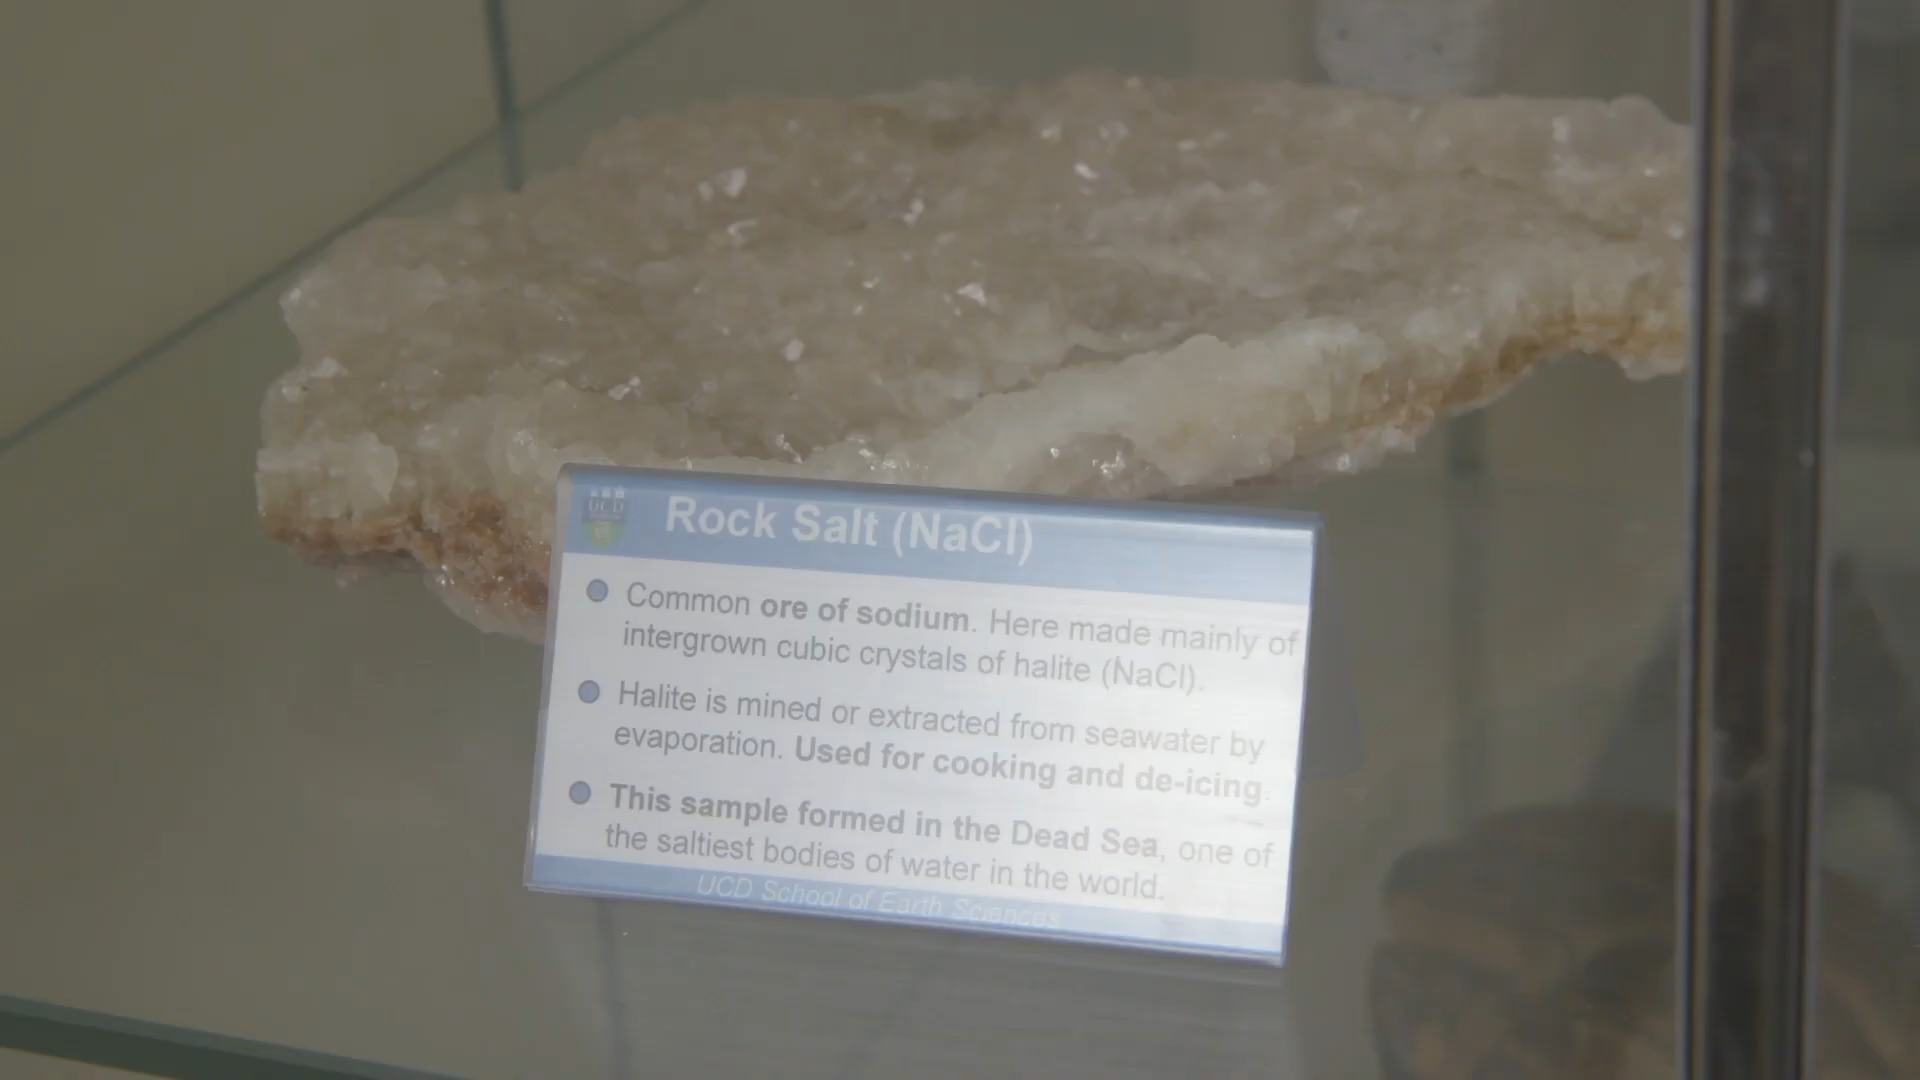 UCD
Rock Salt (NaCl)
Common ore of sodium. Here made mainly of
intergrown cubic crystals of halite (NaCl).
Halite is mined or extracted from seawater by
evaporation. Used for cooking and de-icing.
This sample formed in the Dead Sea, one of
the saltiest bodies of water in the world.
UCD School of Earth Sciences